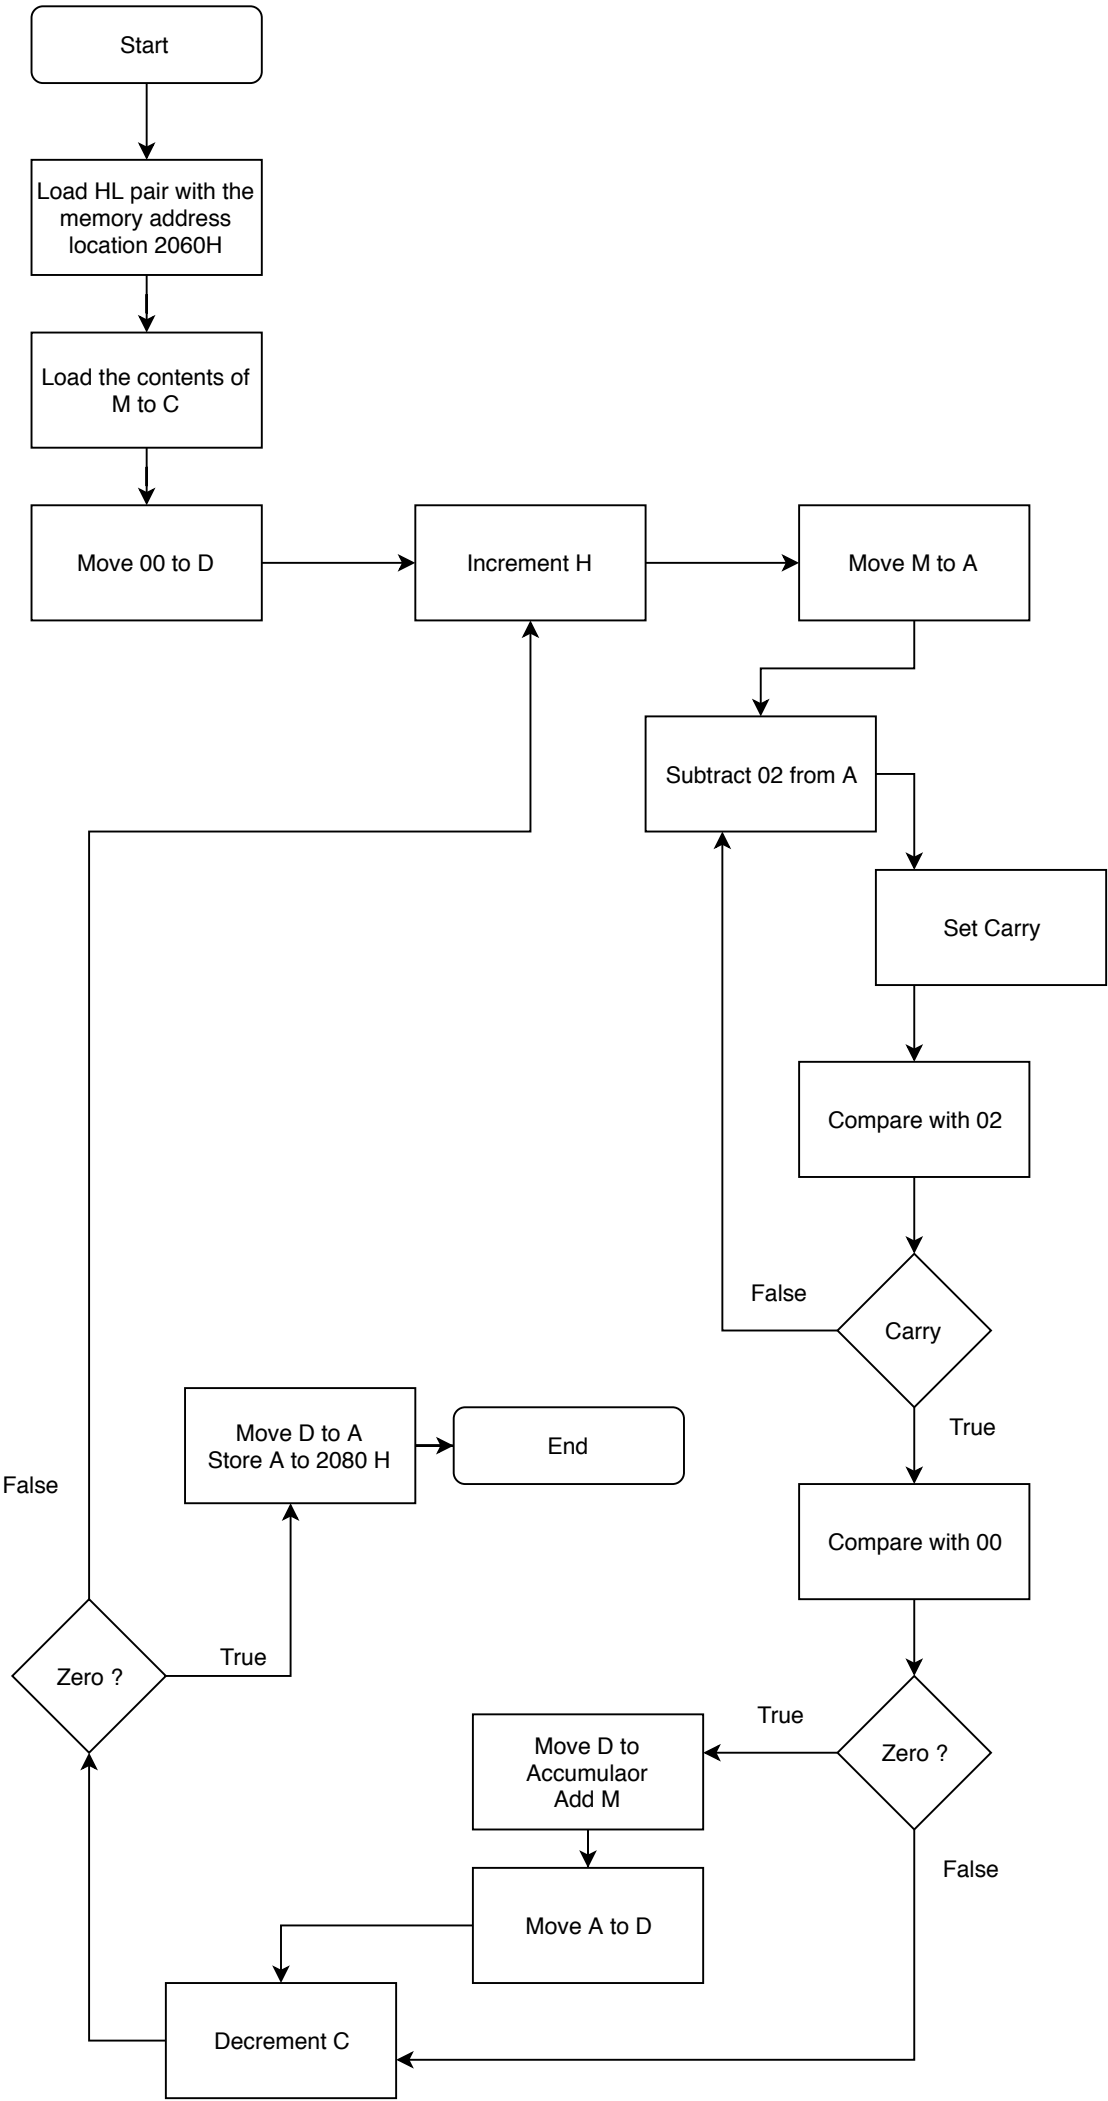 Start
Load HL pair with the
memory address
location 2060H
Load the contents of
M to C
Move 00 to D
Increment H
Move M to A
Subtract 02 from A
Set Carry
Compare with 02
Carry
False
True
Compare with 00
Zero ?
True
False
Move D to
Accumulaor
Add M
Move A to D
Decrement C
Zero ?
False
True
Move D to A
Store A to 2080 H
End